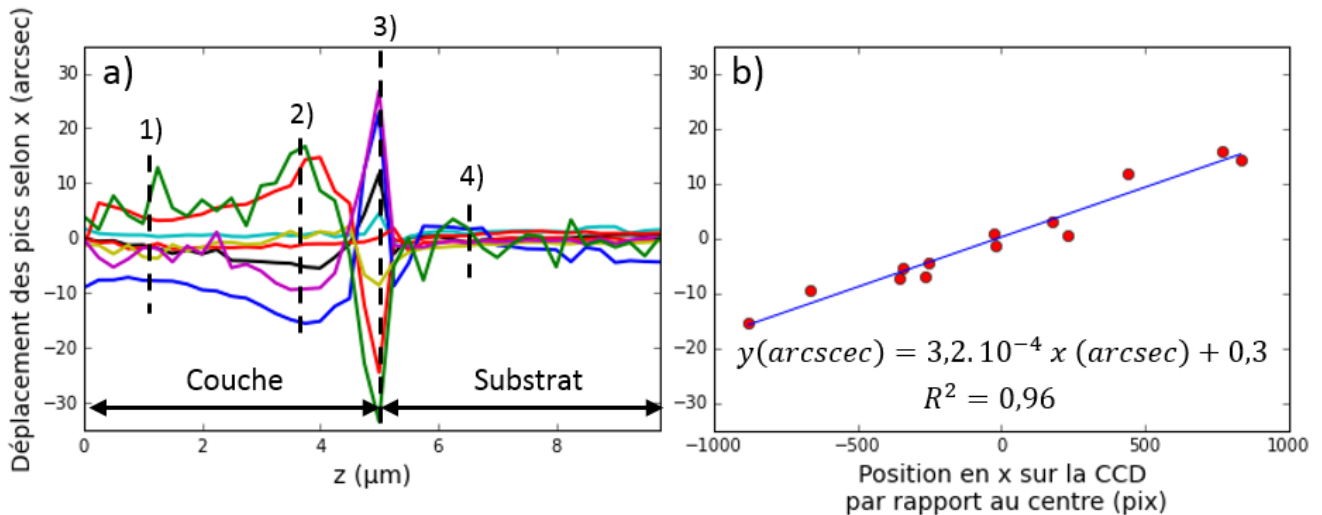 Déplacement des pics selon x (arcsec)
a)
1)
2)
3)
4)
30
20
10
0
−10
−20
−30
Couche
Substrat
0
2
4
6
8
z (μm)
b)
30
20
10
0
−10
−20
−30
y(arcscec) = 3,2. 10⁻⁴ x (arcsec) + 0,3
R² = 0,96
−1000
−500
0
500
1000
Position en x sur la CCD
par rapport au centre (pix)